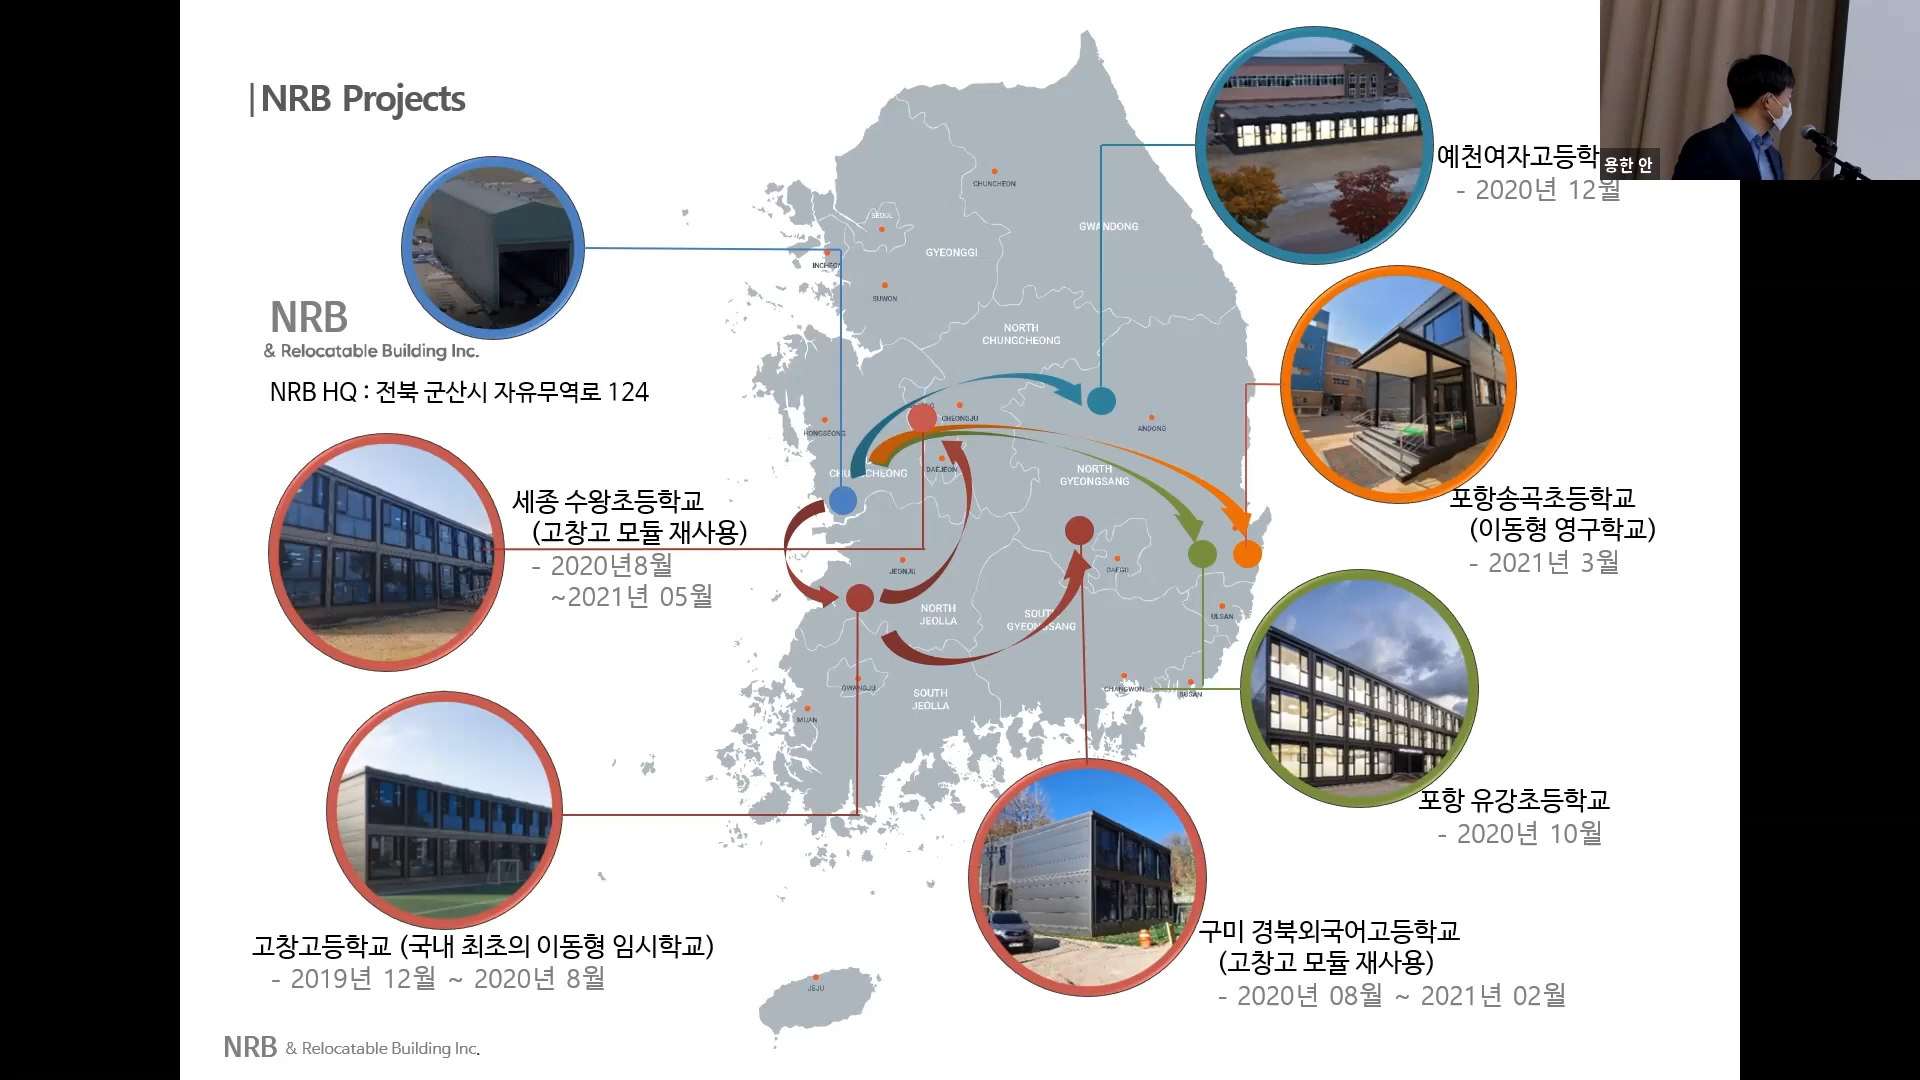 |NRB Projects
NRB
& Relocatable Building Inc.
NRB HQ : 전북 군산시 자유무역로 124
세종 수왕초등학교
(고창고 모듈 재사용)
- 2020년8월
~2021년 05월
고창고등학교 (국내 최초의 이동형 임시학교)
- 2019년 12월 ~ 2020년 8월
NRB & Relocatable Building Inc.
CHUNCHEON
GWANDONG
SEOUL
GYEONGGI
SUWON
NORTH
CHUNGCHEONG
CHEONGJU
HONGSEONG
ANDONG
DAEJEON
NORTH
GYEONGSANG
JEONJU
DAEGU
NORTH
JEOLLA
ULSAN
GWANGJU
SOUTH
JEOLLA
MUAN
CHANGWON
BUSAN
JEJU
예천여자고등학
- 2020년 12월
용한 안
포항송곡초등학교
(이동형 영구학교)
- 2021년 3월
포항 유강초등학교
- 2020년 10월
구미 경북외국어고등학교
(고창고 모듈 재사용)
- 2020년 08월 ~ 2021년 02월